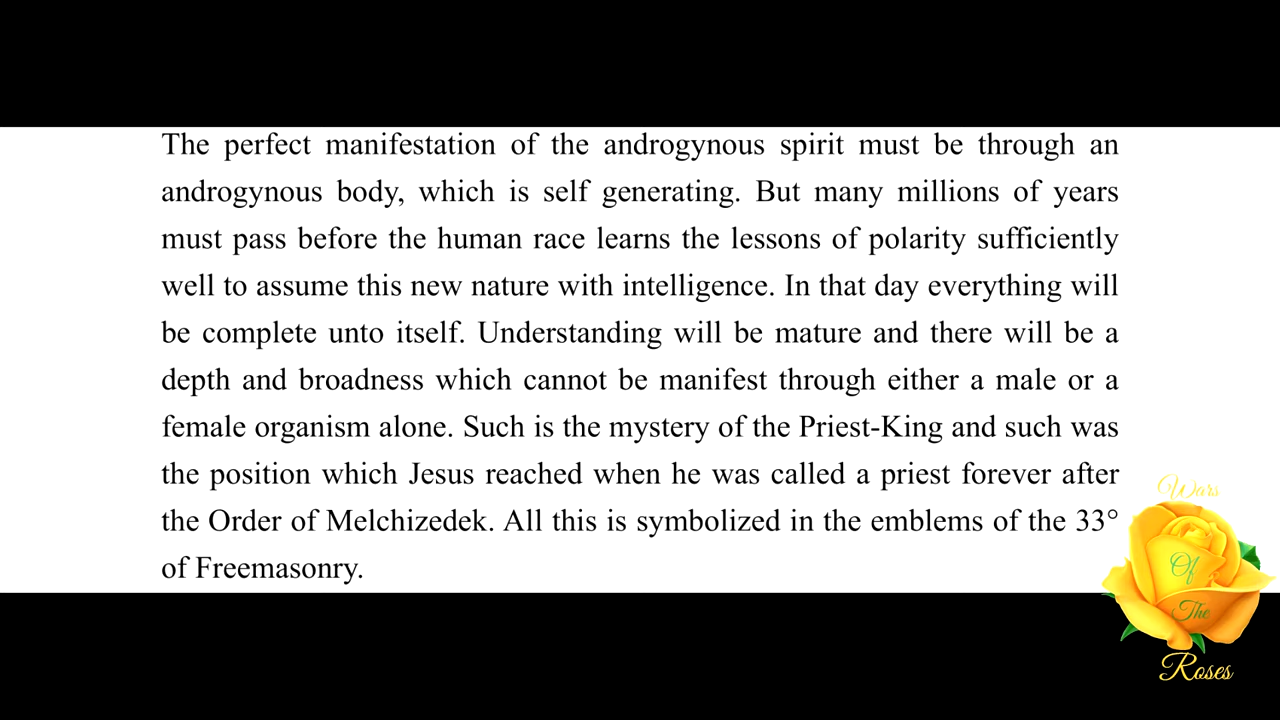 The perfect manifestation of the androgynous spirit must be through an
androgynous body, which is self generating. But many millions of years
must pass before the human race learns the lessons of polarity sufficiently
well to assume this new nature with intelligence. In that day everything will
be complete unto itself. Understanding will be mature and there will be a
depth and broadness which cannot be manifest through either a male or a
female organism alone. Such is the mystery of the Priest-King and such was
the position which Jesus reached when he was called a priest forever after
the Order of Melchizedek. All this is symbolized in the emblems of the 33°
of Freemasonry.
Wars
Of
The
Roses